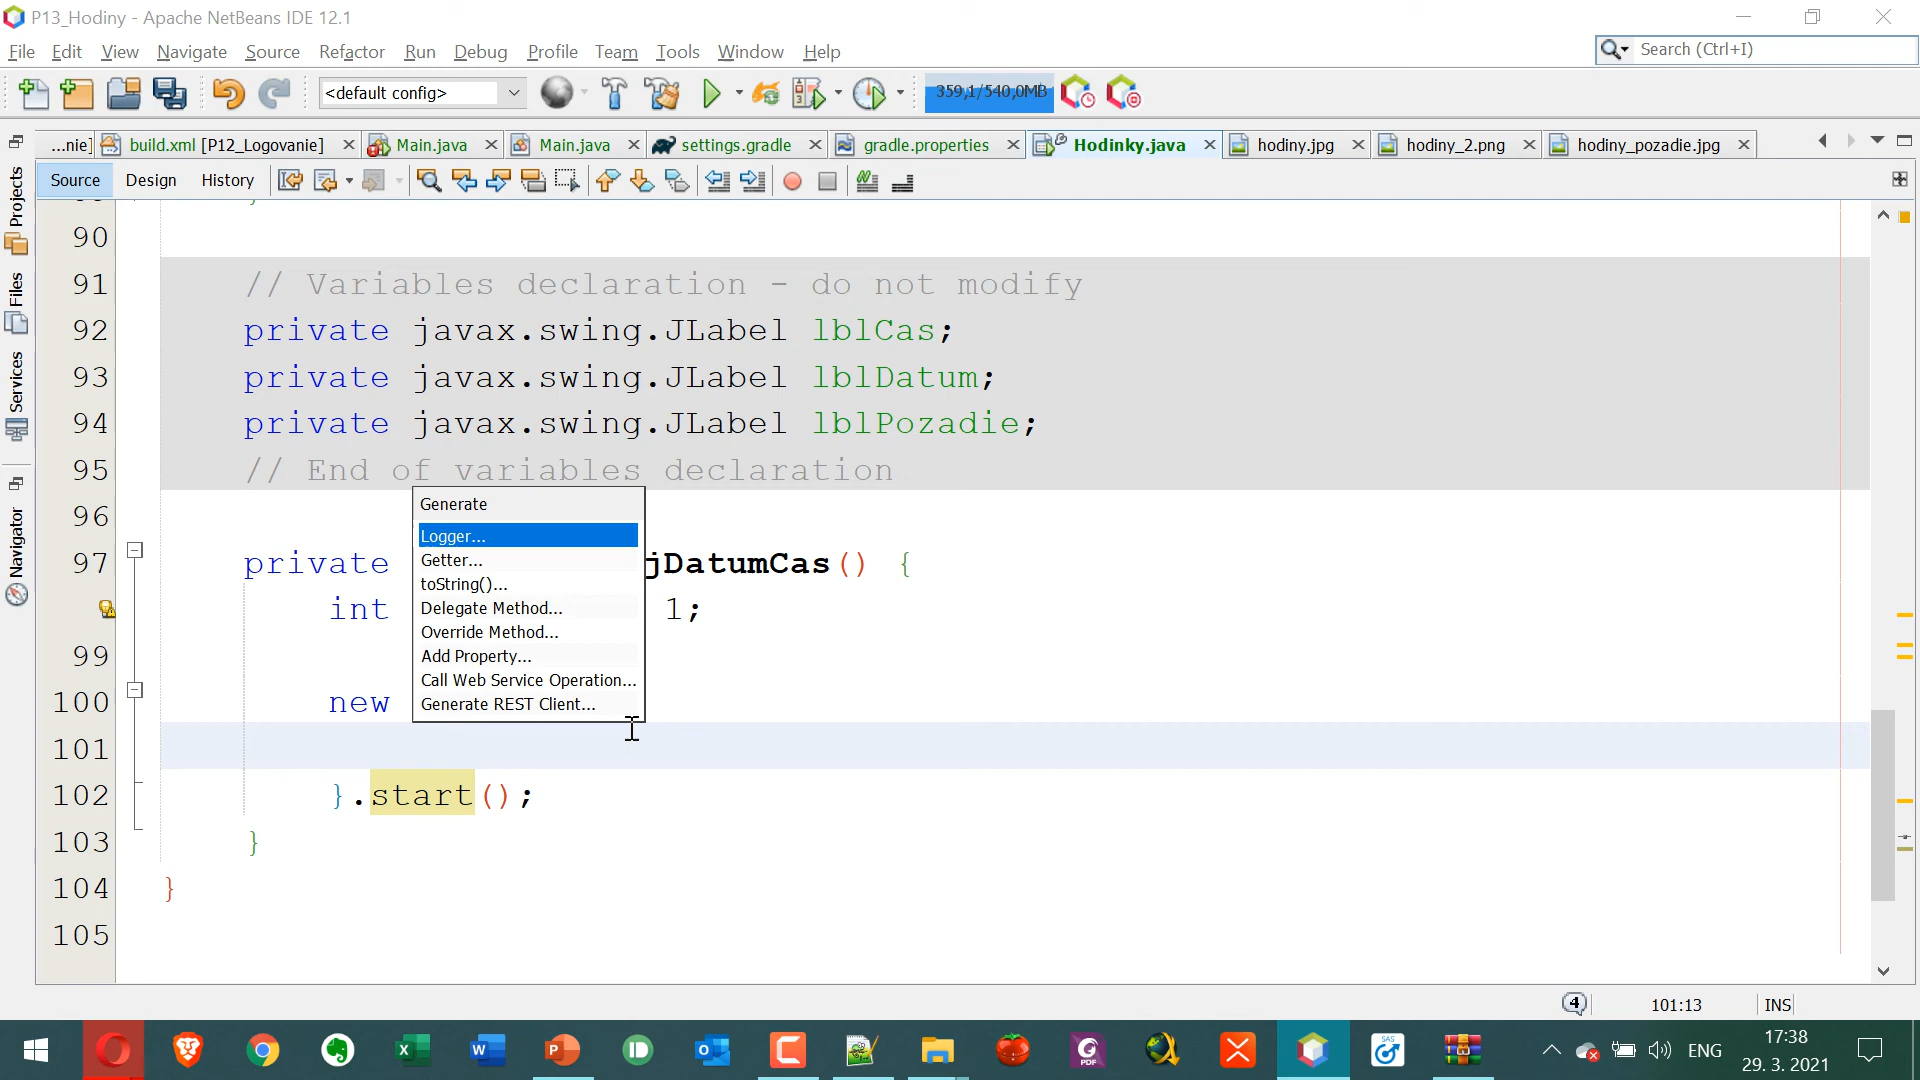 P13_Hodiny - Apache NetBeans IDE 12.1
File Edit View Navigate Source Refactor Run Debug Profile Team Tools Window Help
Search (Ctrl+I)
<default config>
359,1/540,0MB
...nie] build.xml [P12_Logovanie] Main.java Main.java settings.gradle gradle.properties Hodinky.java hodiny.jpg hodiny_2.png hodiny_pozadie.jpg
Source Design History
Projects
Files
Services
Navigator
90
91 // Variables declaration - do not modify
92 private javax.swing.JLabel lblCas;
93 private javax.swing.JLabel lblDatum;
94 private javax.swing.JLabel lblPozadie;
95 // End of variables declaration
96
97 private jDatumCas() {
int 1;
99
100 new
101
102 }.start();
103 }
104 }
105
Generate
Logger...
Getter...
toString()...
Delegate Method...
Override Method...
Add Property...
Call Web Service Operation...
Generate REST Client...
4 101:13 INS
ENG
17:38
29. 3. 2021